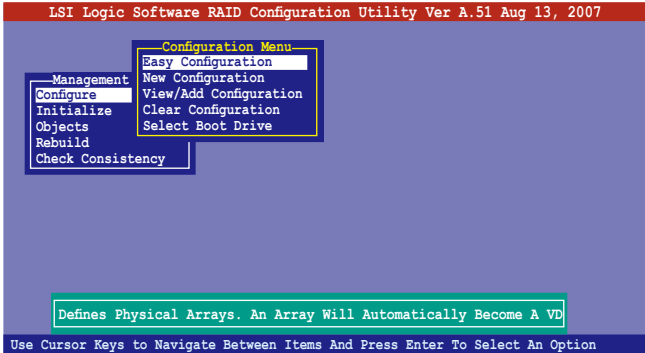 LSI Logic Software RAID Configuration Utility Ver A.51 Aug 13, 2007
Configuration Menu
Easy Configuration
New Configuration
View/Add Configuration
Clear Configuration
Select Boot Drive
Management
Configure
Initialize
Objects
Rebuild
Check Consistency
Defines Physical Arrays. An Array Will Automatically Become A VD
Use Cursor Keys to Navigate Between Items And Press Enter To Select An Option